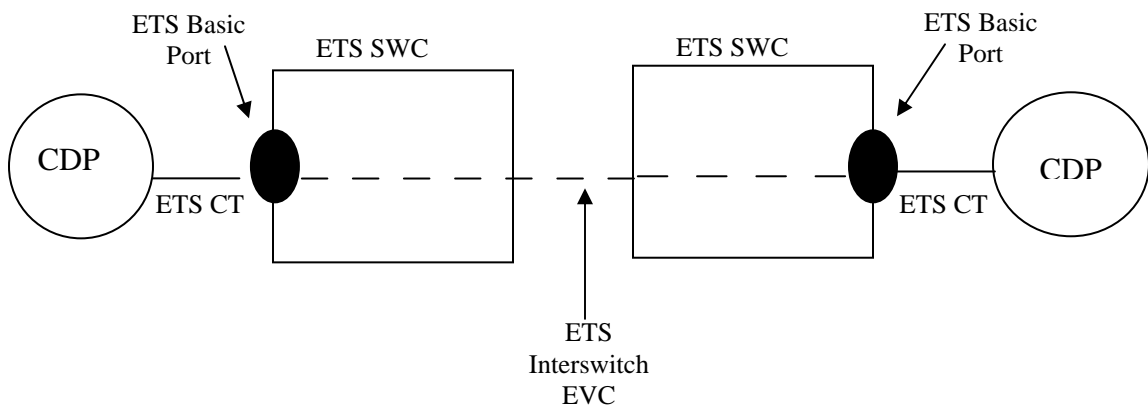 ETS Basic
Port
ETS SWC
ETS SWC
ETS Basic
Port
CDP
ETS CT
ETS CT
CDP
ETS
Interswitch
EVC